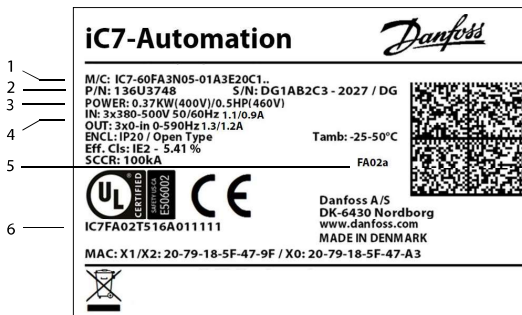 iC7-Automation
Danfoss
1
M/C: IC7-60FA3N05-01A3E20C1..
2
P/N: 136U3748 S/N: DG1AB2C3 - 2027 / DG
3
POWER: 0.37KW(400V)/0.5HP(460V)
4
IN: 3x380-500V 50/60Hz 1.1/0.9A
OUT: 3x0-in 0-590Hz 1.3/1.2A
ENCL: IP20 / Open Type Tamb: -25-50°C
Eff. Cls: IE2 - 5.41 %
5
SCCR: 100kA FA02a
UL CERTIFIED SAFETY US-CA E506002 CE
Danfoss A/S
DK-6430 Nordborg
www.danfoss.com
6
IC7FA02T516A011111
MADE IN DENMARK
MAC: X1/X2: 20-79-18-5F-47-9F / X0: 20-79-18-5F-47-A3